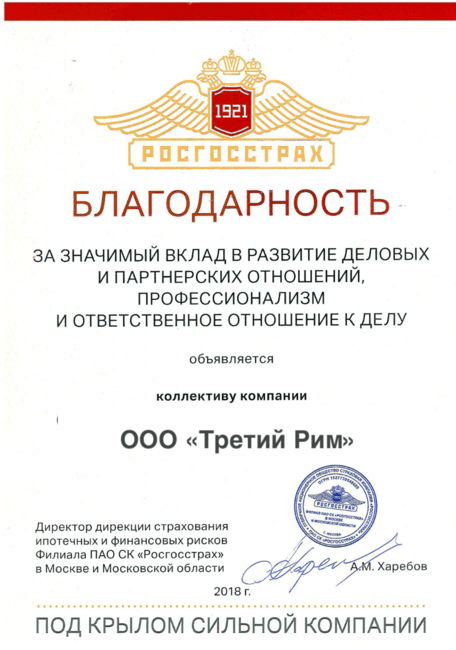 1921
РОСГОССТРАХ
БЛАГОДАРНОСТЬ
ЗА ЗНАЧИМЫЙ ВКЛАД В РАЗВИТИЕ ДЕЛОВЫХ
И ПАРТНЕРСКИХ ОТНОШЕНИЙ,
ПРОФЕССИОНАЛИЗМ
И ОТВЕТСТВЕННОЕ ОТНОШЕНИЕ К ДЕЛУ
объявляется
коллективу компании
ООО «Третий Рим»
РОСГОССТРАХ
Директор дирекции страхования
ипотечных и финансовых рисков
Филиала ПАО СК «Росгосстрах»
в Москве и Московской области
А.М. Харебов
2018 г.
ПОД КРЫЛОМ СИЛЬНОЙ КОМПАНИИ